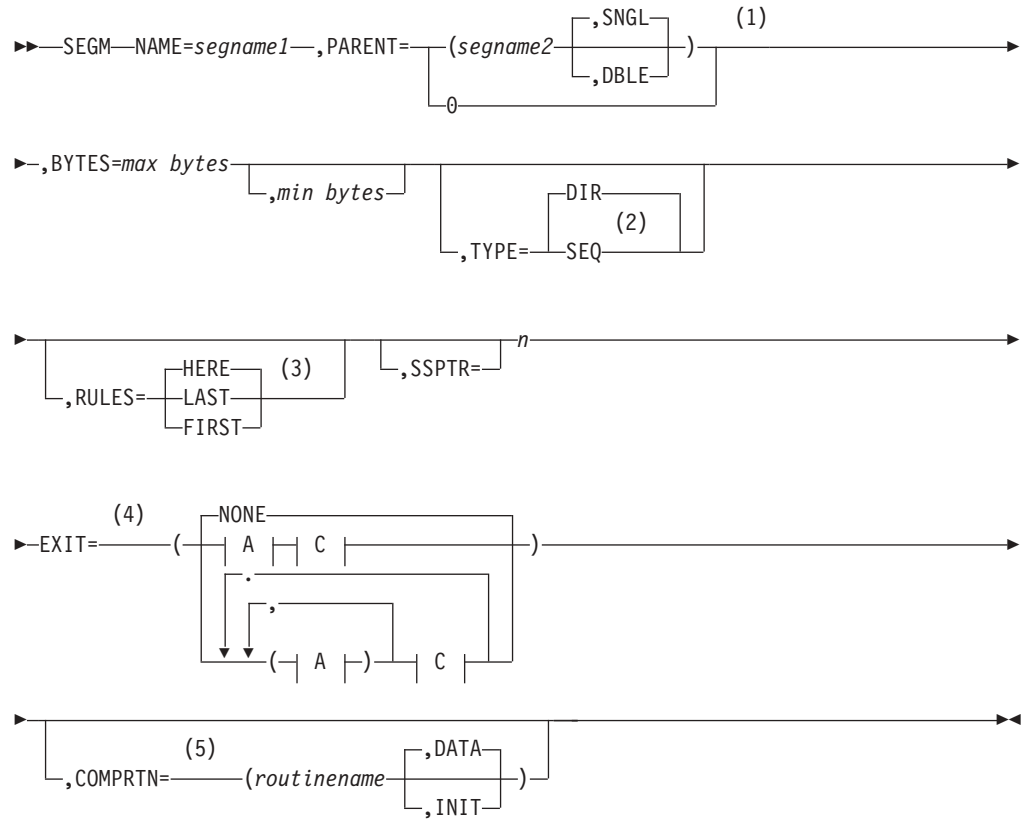 ,SNGL (1)
SEGM NAME=segname1 ,PARENT= (segname2 )
,DBLE
0
,BYTES=max bytes
,min bytes DIR
(2)
,TYPE= SEQ
n
HERE (3) ,SSPTR=
,RULES= LAST
FIRST
(4) NONE
EXIT= ( A C )
.
,
( A ) C
(5) ,DATA
,COMPRTN= (routinename )
,INIT